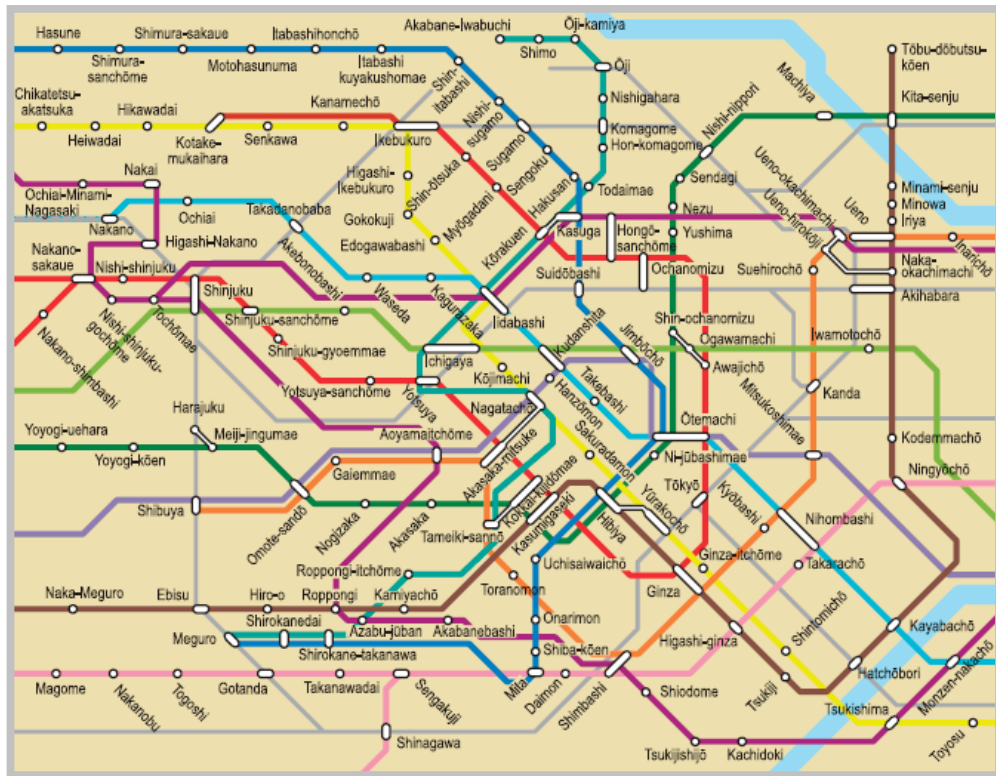 Hasune
Shimura-sakaue
Itabashihonchō
Akabane-Iwabuchi
Ōji-kamiya
Shimo
Shimura-
sanchōme
Motohasunuma
Itabashi
kuyakushomae
Shin-
itabashi
Ōji
Machiya
Tōbu-dōbutsu-
kōen
Kita-senju
Chikatetsu-
akatsuka
Hikawadai
Kanamechō
Nishi-
sugamo
Nishigahara
Nishi-nippori
Heiwadai
Kotake-
mukaihara
Senkawa
Ikebukuro
Sugamo
Komagome
Hon-komagome
Nakai
Higashi-
Ikebukuro
Shin-ōtsuka
Sengoku
Sendagi
Ueno-okachimachi
Ochiai-Minami-
Nagasaki
Ochiai
Takadanobaba
Gokokuji
Myōgadani
Hakusan
Todaimae
Nezu
Ueno-hirokōji
Ueno
Minami-senju
Minowa
Iriya
Nakano
Higashi-Nakano
Akebonobashi
Edogawabashi
Kōrakuen
Kasuga
Hongō-
sanchōme
Yushima
Inarichō
Nakano-
sakaue
Nishi-shinjuku
Shinjuku
Waseda
Kagurazaka
Suidōbashi
Ochanomizu
Suehirochō
Naka-
okachimachi
Akihabara
Nishi-shinjuku-
gochōme
Tochōmae
Shinjuku-sanchōme
Iidabashi
Kudanshita
Jinbōchō
Shin-ochanomizu
Ogawamachi
Iwamotochō
Nakano-shimbashi
Shinjuku-gyoemmae
Ichigaya
Kōjimachi
Awajichō
Yotsuya-sanchōme
Yotsuya
Hanzōmon
Takebashi
Mitsukoshimae
Kanda
Harajuku
Meiji-jingumae
Nagatachō
Ōtemachi
Yoyogi-uehara
Aoyamaitchōme
Sakuradamon
Kodemmachō
Yoyogi-kōen
Gaiemmae
Akasaka-mitsuke
Ni-jūbashimae
Ningyōchō
Shibuya
Omote-sandō
Nogizaka
Akasaka
Kokkai-kijidōmae
Kasumigaseki
Tameiki-sannō
Hibiya
Yūrakochō
Tōkyō
Kyōbashi
Nihombashi
Uchisaiwaichō
Ginza-itchōme
Takarachō
Roppongi-itchōme
Toranomon
Naka-Meguro
Ebisu
Hiro-o
Roppongi
Kamiyachō
Ginza
Shintomichō
Shirokanedai
Azabu-jūban
Akabanebashi
Onarimon
Higashi-ginza
Kayabachō
Meguro
Shirokane-takanawa
Shiba-kōen
Hatchōbori
Monzen-nakachō
Magome
Nakanobu
Togoshi
Gotanda
Takanawadai
Sengakuji
Mita
Daimon
Shimbashi
Shiodome
Tsukiji
Tsukishima
Shinagawa
Tsukijishijō
Kachidoki
Toyosu